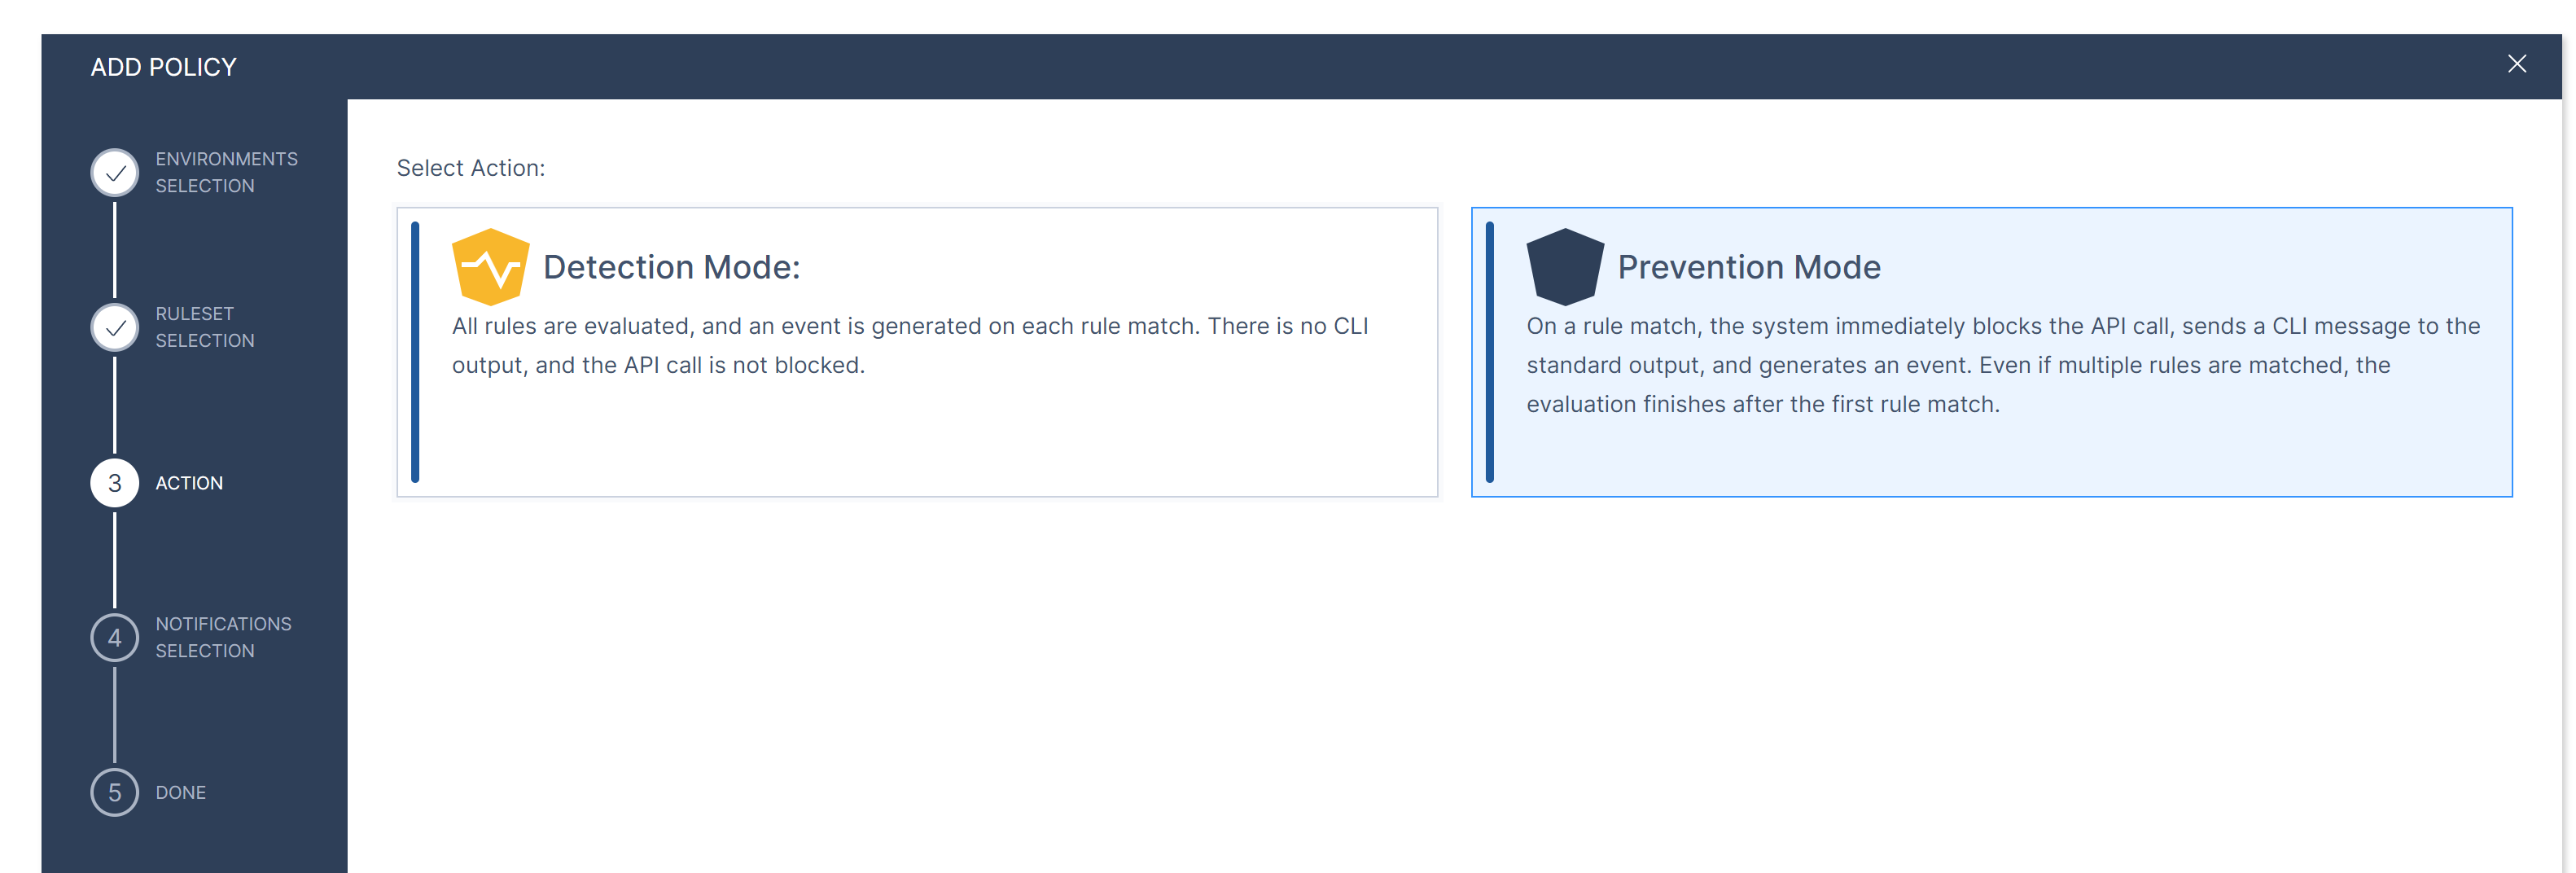 ADD POLICY
ENVIRONMENTS
SELECTION
RULESET
SELECTION
3
ACTION
4
NOTIFICATIONS
SELECTION
5
DONE
Select Action:
Detection Mode:
All rules are evaluated, and an event is generated on each rule match. There is no CLI
output, and the API call is not blocked.
Prevention Mode
On a rule match, the system immediately blocks the API call, sends a CLI message to the
standard output, and generates an event. Even if multiple rules are matched, the
evaluation finishes after the first rule match.